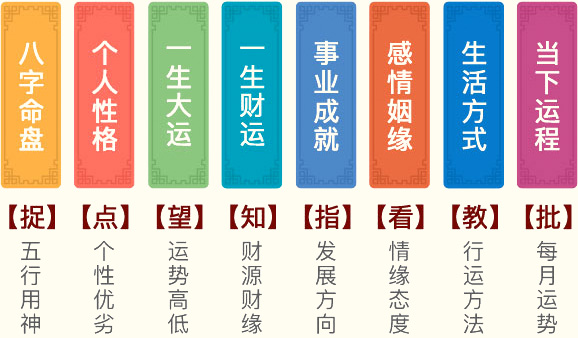 八字命盘
个人性格
一生大运
一生财运
事业成就
感情姻缘
生活方式
当下运程
【捉】
【点】
【望】
【知】
【指】
【看】
【教】
【批】
五行用神
个性优劣
运势高低
财源财缘
发展方向
情缘态度
行运方法
每月运势